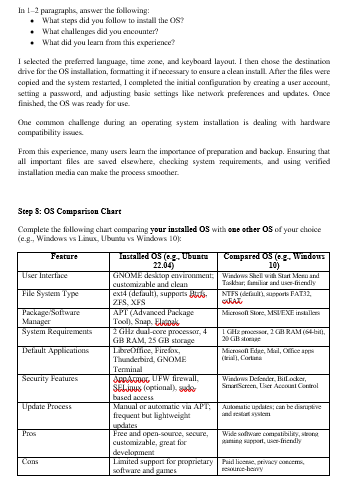 In 1–2 paragraphs, answer the following:
• What steps did you follow to install the OS?
• What challenges did you encounter?
• What did you learn from this experience?
I selected the preferred language, time zone, and keyboard layout. I then chose the destination
drive for the OS installation, formatting it if necessary to ensure a clean install. After the files were
copied and the system restarted, I completed the initial configuration by creating a user account,
setting a password, and adjusting basic settings like network preferences and updates. Once
finished, the OS was ready for use.
One common challenge during an operating system installation is dealing with hardware
compatibility issues.
From this experience, many users learn the importance of preparation and backup. Ensuring that
all important files are saved elsewhere, checking system requirements, and using verified
installation media can make the process smoother.
Step 8: OS Comparison Chart
Complete the following chart comparing your installed OS with one other OS of your choice
(e.g., Windows vs Linux, Ubuntu vs Windows 10):
Feature Installed OS (e.g., Ubuntu Compared OS (e.g., Windows
22.04) 10)
User Interface GNOME desktop environment; Windows Shell with Start Menu and
customizable and clean Taskbar; familiar and user-friendly
File System Type ext4 (default), supports Btrfs, NTFS (default), supports FAT32,
ZFS, XFS exFAT
Package/Software APT (Advanced Package Microsoft Store, MSI/EXE installers
Manager Tool), Snap, Flatpak
System Requirements 2 GHz dual-core processor, 4 1 GHz processor, 2 GB RAM (64-bit),
GB RAM, 25 GB storage 20 GB storage
Default Applications LibreOffice, Firefox, Microsoft Edge, Mail, Office apps
Thunderbird, GNOME (trial), Cortana
Terminal
Security Features AppArmor, UFW firewall, Windows Defender, BitLocker,
SELinux (optional), sudo- SmartScreen, User Account Control
based access
Update Process Manual or automatic via APT; Automatic updates; can be disruptive
frequent but lightweight and restart system
updates
Pros Free and open-source, secure, Wide software compatibility, strong
customizable, great for gaming support, user-friendly
development
Cons Limited support for proprietary Paid license, privacy concerns,
software and games resource-heavy